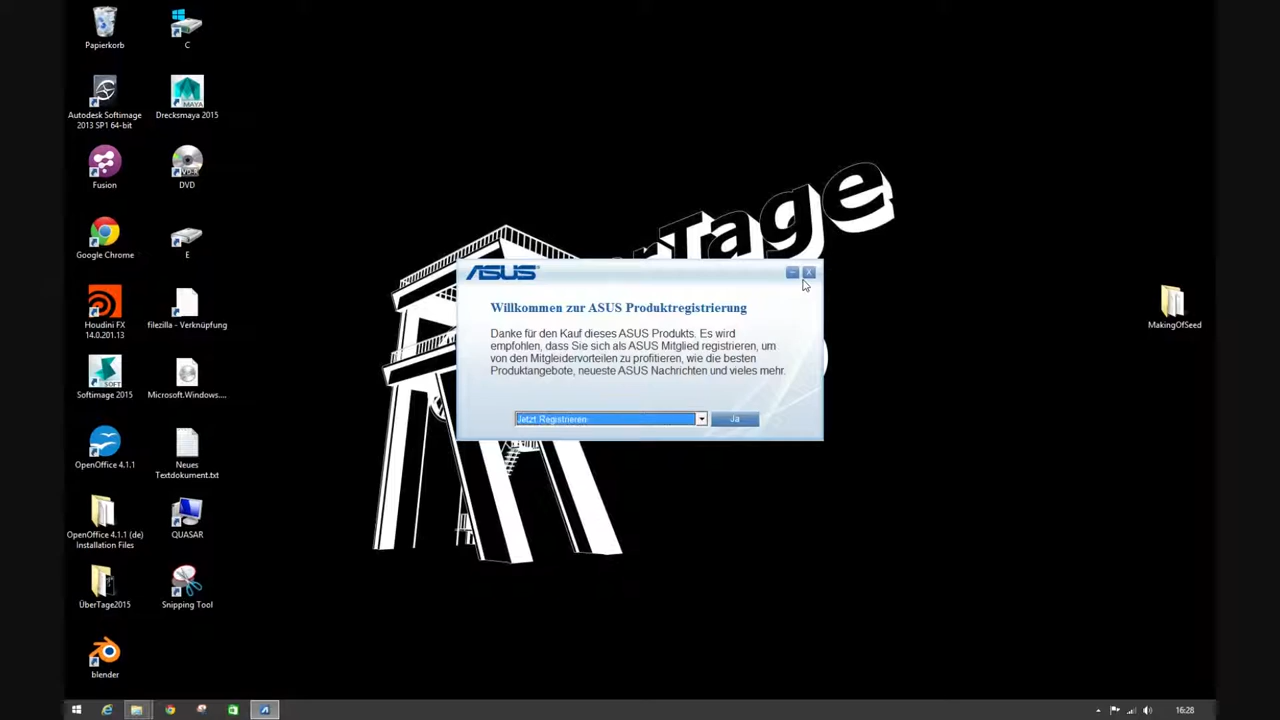 Papierkorb
C
Autodesk Softimage
2013 SP1 64-bit
MAYA
Drecksmaya 2015
Fusion
DVD
Google Chrome
E
Houdini FX
14.0.201.13
filezilla - Verknüpfung
SOFT
Softimage 2015
Microsoft.Windows....
OpenOffice 4.1.1
Neues
Textdokument.txt
OpenOffice 4.1.1 (de)
Installation Files
QUASAR
ÜberTage2015
Snipping Tool
blender
rTage
ASUS
Willkommen zur ASUS Produktregistrierung
Danke für den Kauf dieses ASUS Produkts. Es wird
empfohlen, dass Sie sich als ASUS Mitglied registrieren, um
von den Mitgleidervorteilen zu profitieren, wie die besten
Produktangebote, neueste ASUS Nachrichten und vieles mehr.
Jetzt Registrieren
Ja
MakingOfSeed
16:28